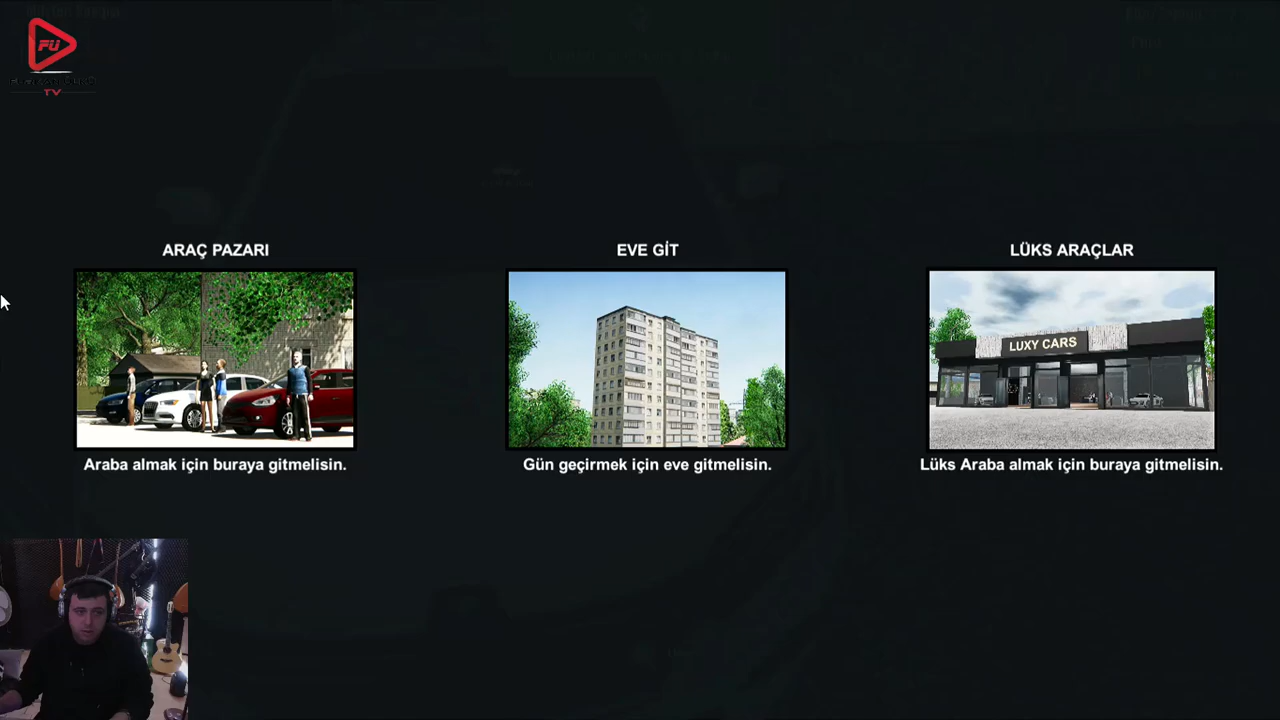 FU
TV
ARAÇ PAZARI
EVE GİT
LÜKS ARAÇLAR
LUXY CARS
Araba almak için buraya gitmelisin.
Gün geçirmek için eve gitmelisin.
Lüks Araba almak için buraya gitmelisin.